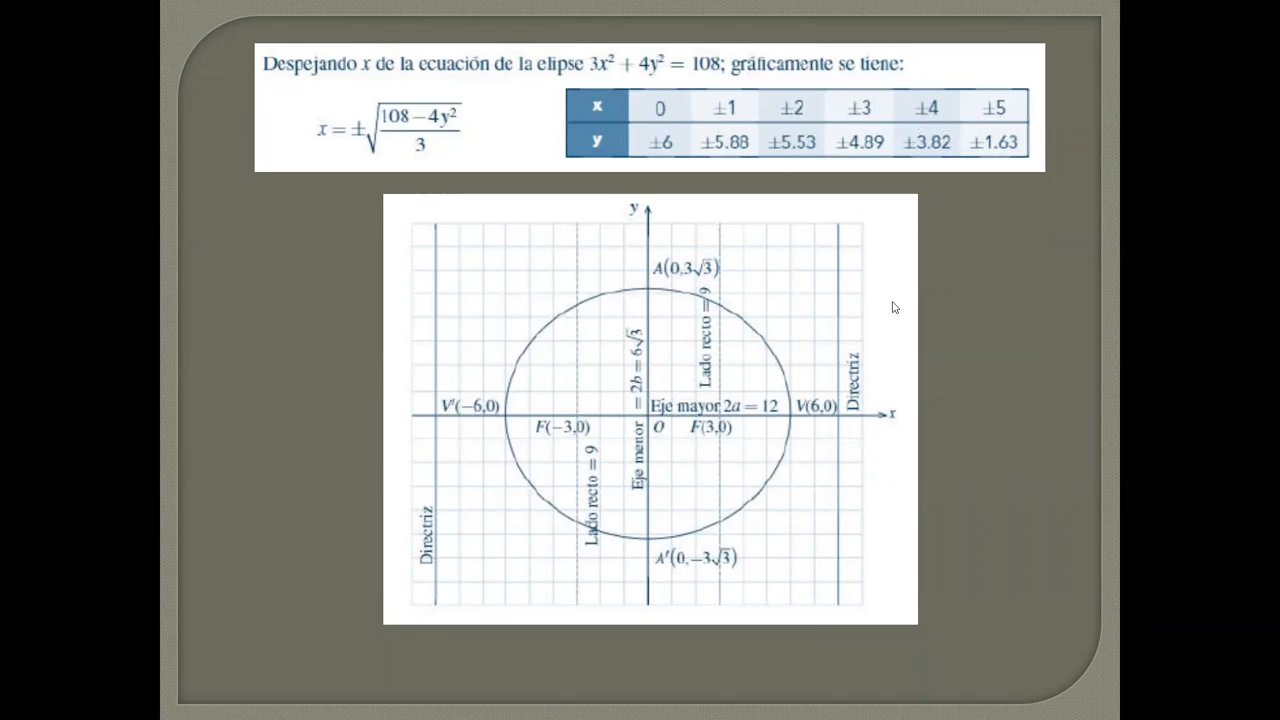 Despejando x de la ecuación de la elipse 3x² + 4y² = 108; gráficamente se tiene:
x = ±√((108 − 4y²)/3)
x 0 ±1 ±2 ±3 ±4 ±5
y ±6 ±5.88 ±5.53 ±4.89 ±3.82 ±1.63
y
A(0,3√3)
Lado recto = 9
Eje menor = 2b = 6√3
Directriz
V'(−6,0)
Eje mayor 2a = 12
V(6,0)
x
F(−3,0)
O
F(3,0)
Lado recto = 9
Directriz
A'(0,−3√3)